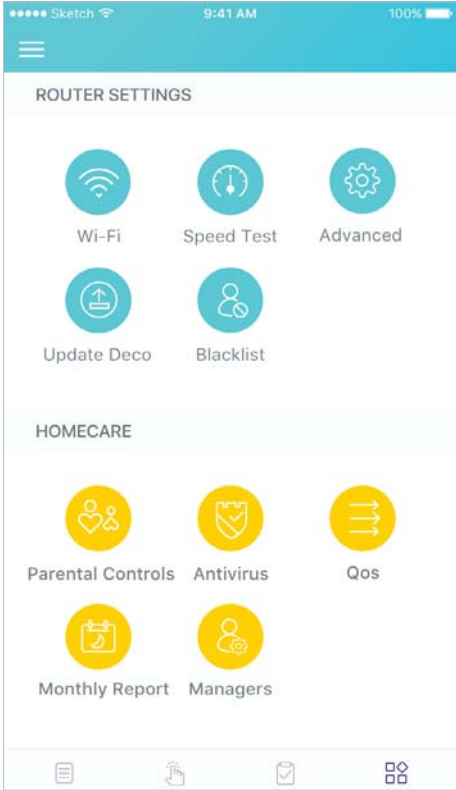 Sketch 9:41 AM 100%
ROUTER SETTINGS
Wi-Fi Speed Test Advanced
Update Deco Blacklist
HOMECARE
Parental Controls Antivirus Qos
Monthly Report Managers